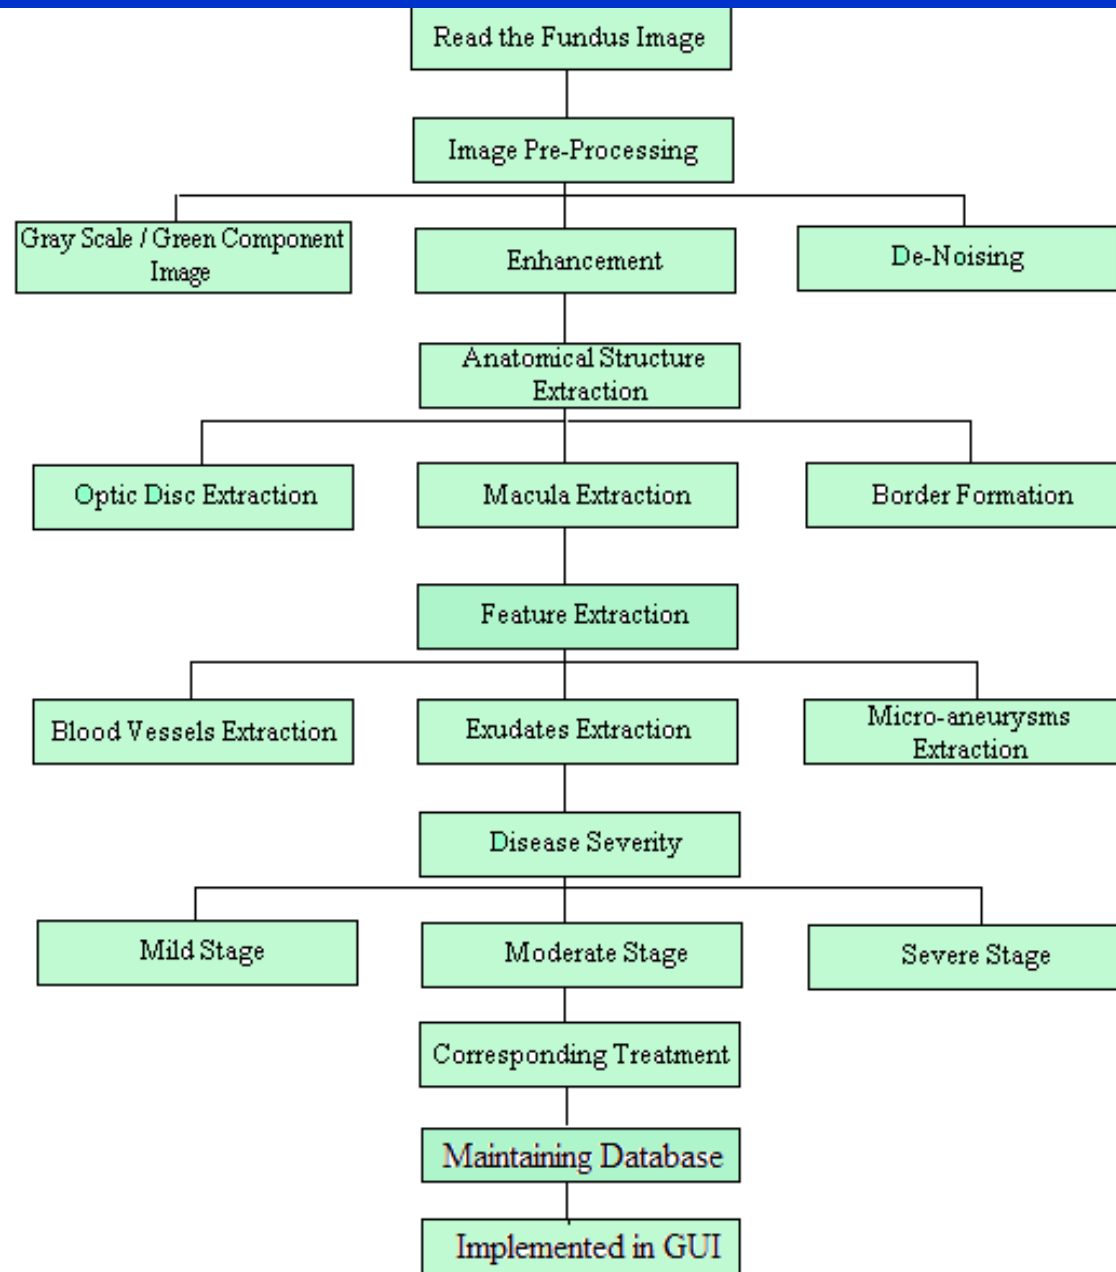 Read the Fundus Image
Image Pre-Processing
Gray Scale / Green Component
Image
Enhancement
De-Noising
Anatomical Structure
Extraction
Optic Disc Extraction
Macula Extraction
Border Formation
Feature Extraction
Blood Vessels Extraction
Exudates Extraction
Micro-aneurysms
Extraction
Disease Severity
Mild Stage
Moderate Stage
Severe Stage
Corresponding Treatment
Maintaining Database
Implemented in GUI